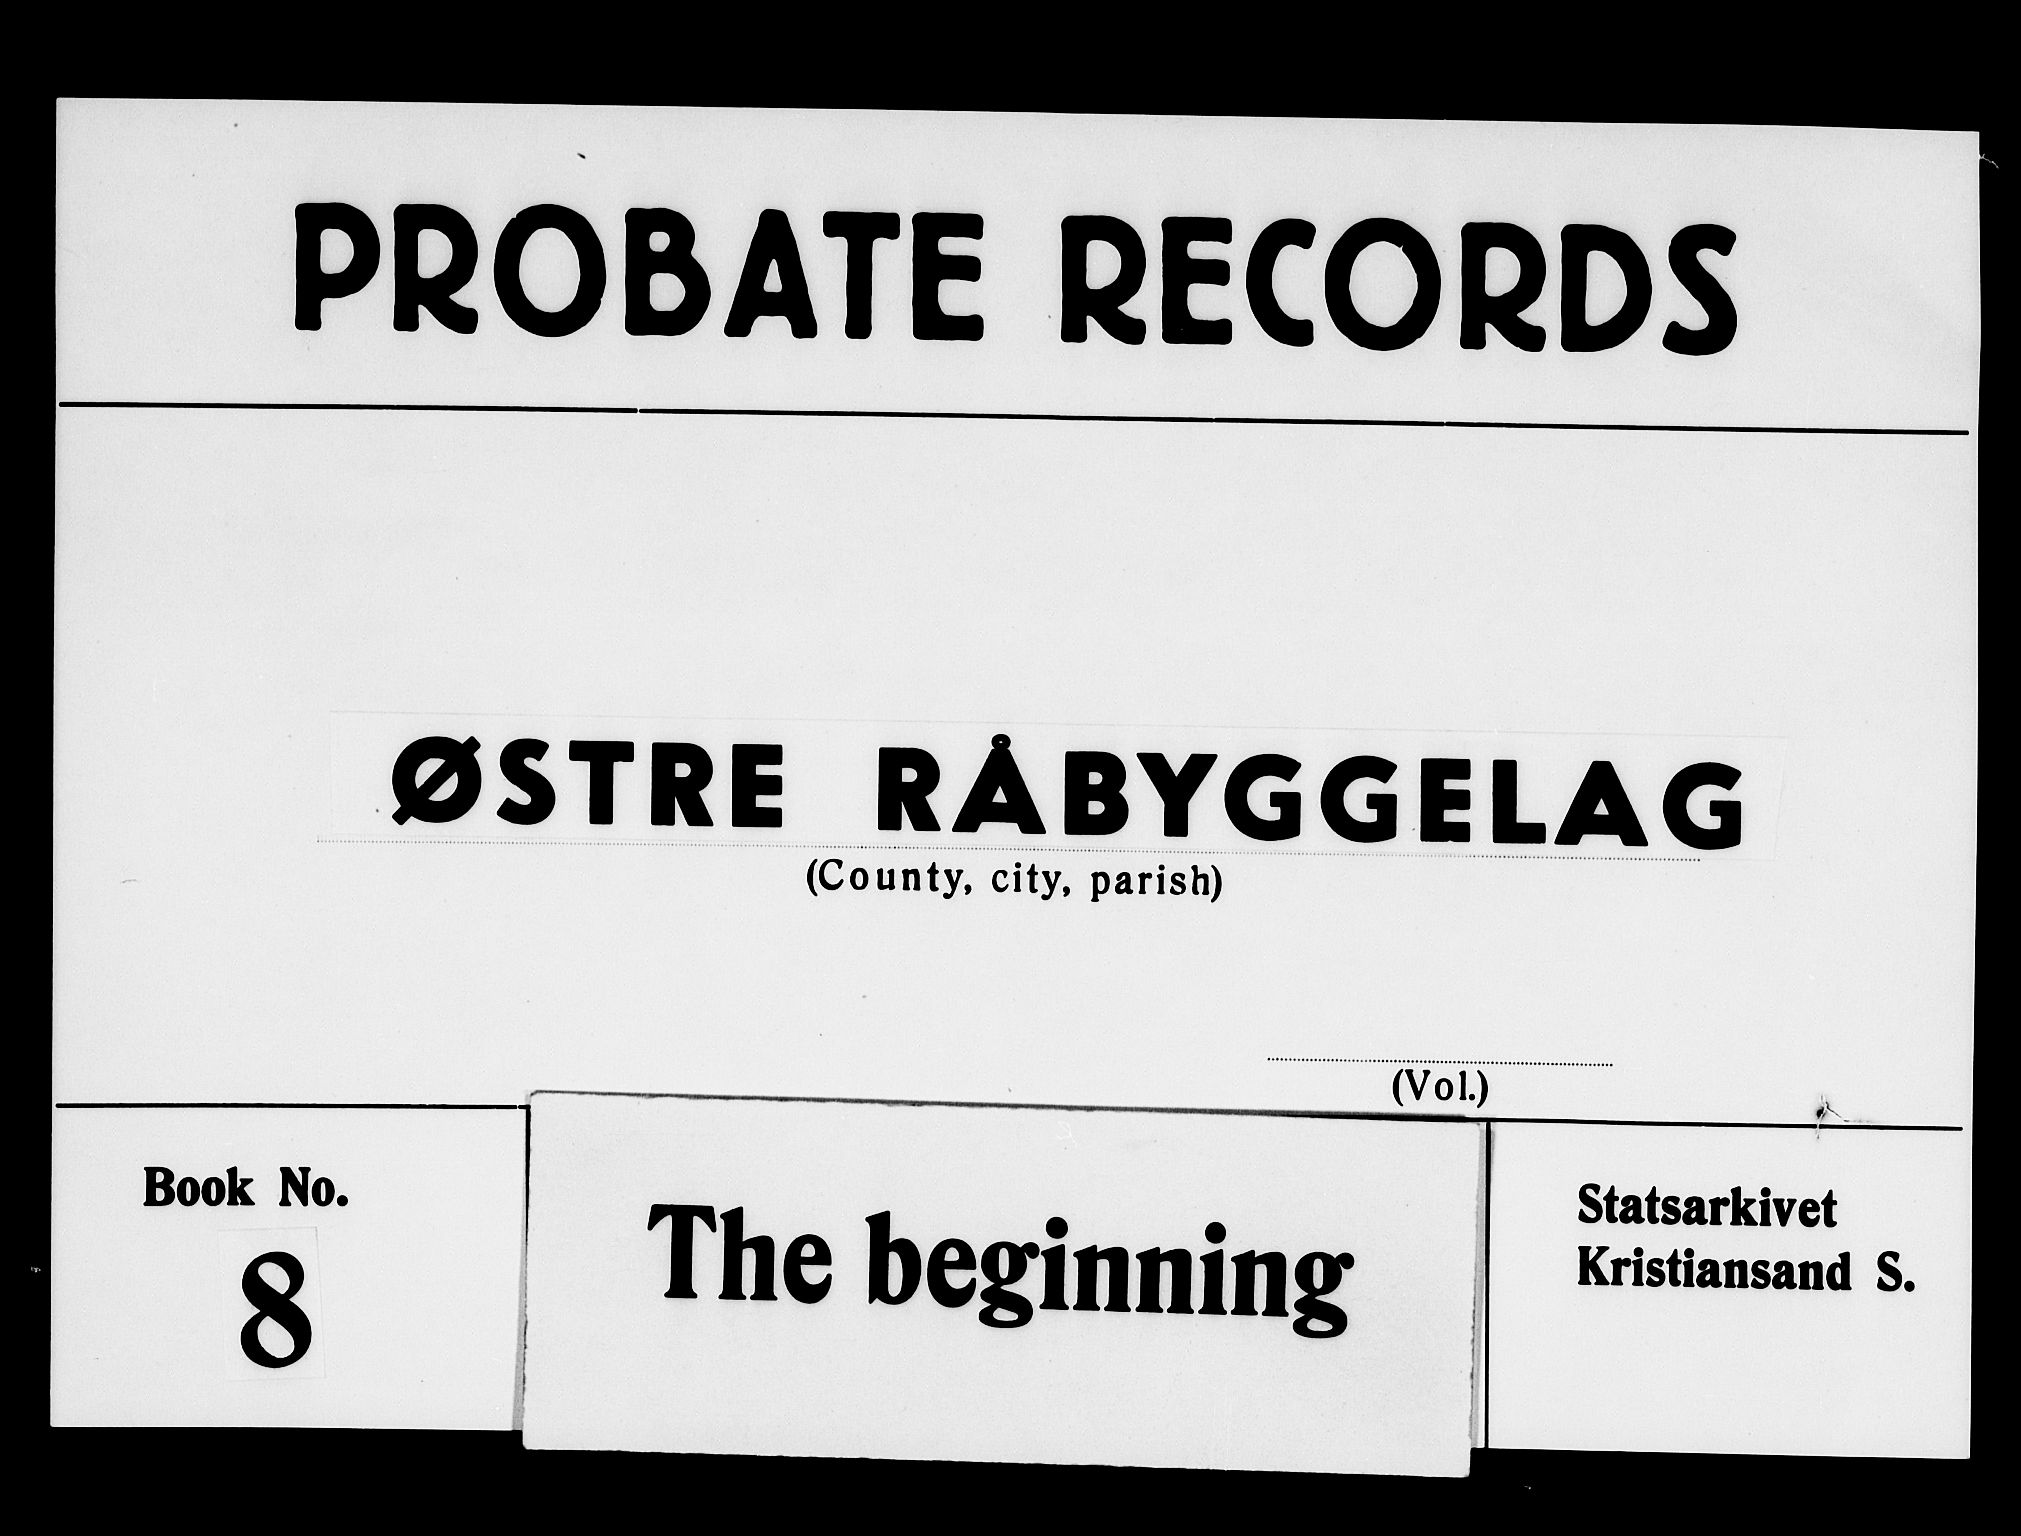 PROBATE RECORDS
ØSTRE RÅBYGGELAG
(County, city, parish)
(Vol.)
Book No.
8
The beginning
Statsarkivet
Kristiansand S.